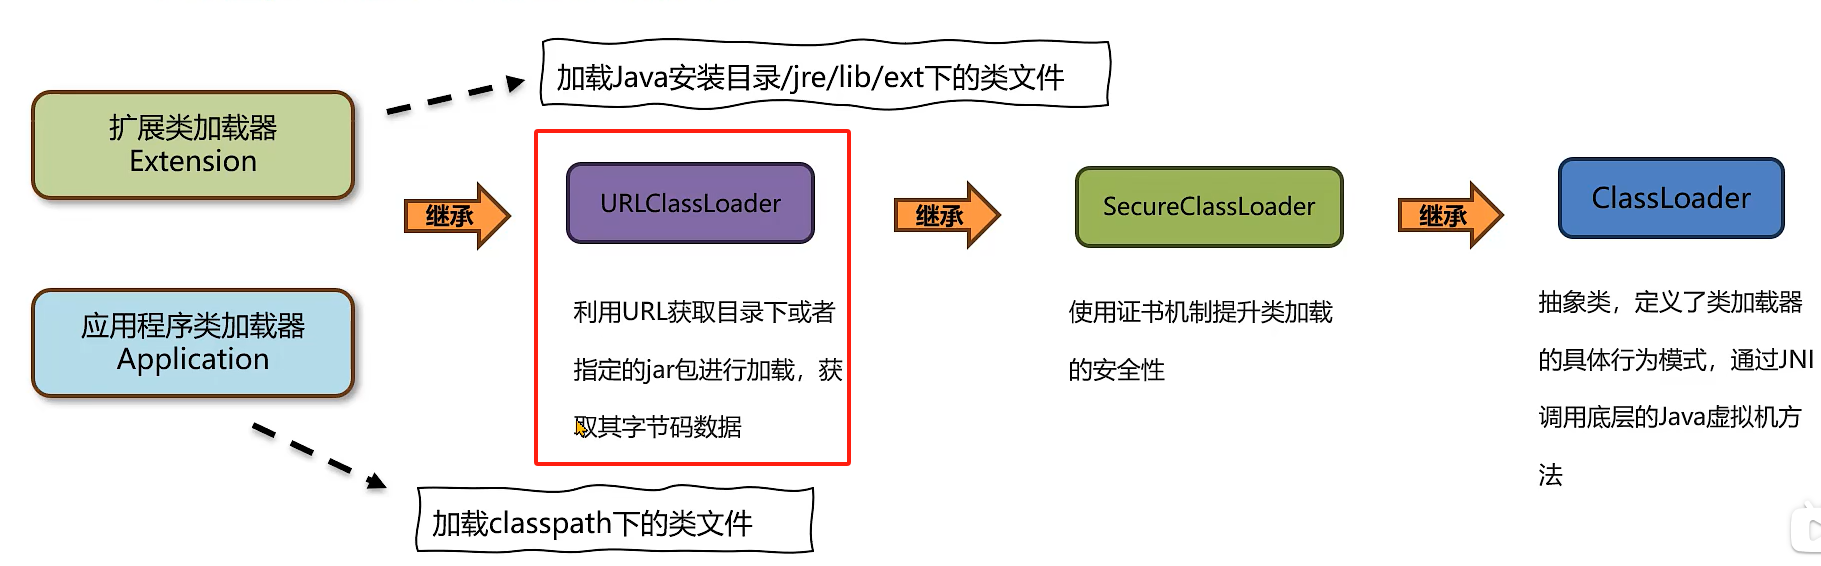 加载Java安装目录/jre/lib/ext下的类文件
扩展类加载器
Extension
继承
URLClassLoader
继承
SecureClassLoader
继承
ClassLoader
利用URL获取目录下或者
指定的jar包进行加载，获
取其字节码数据
使用证书机制提升类加载
的安全性
抽象类，定义了类加载器
的具体行为模式，通过JNI
调用底层的Java虚拟机方
法
应用程序类加载器
Application
加载classpath下的类文件